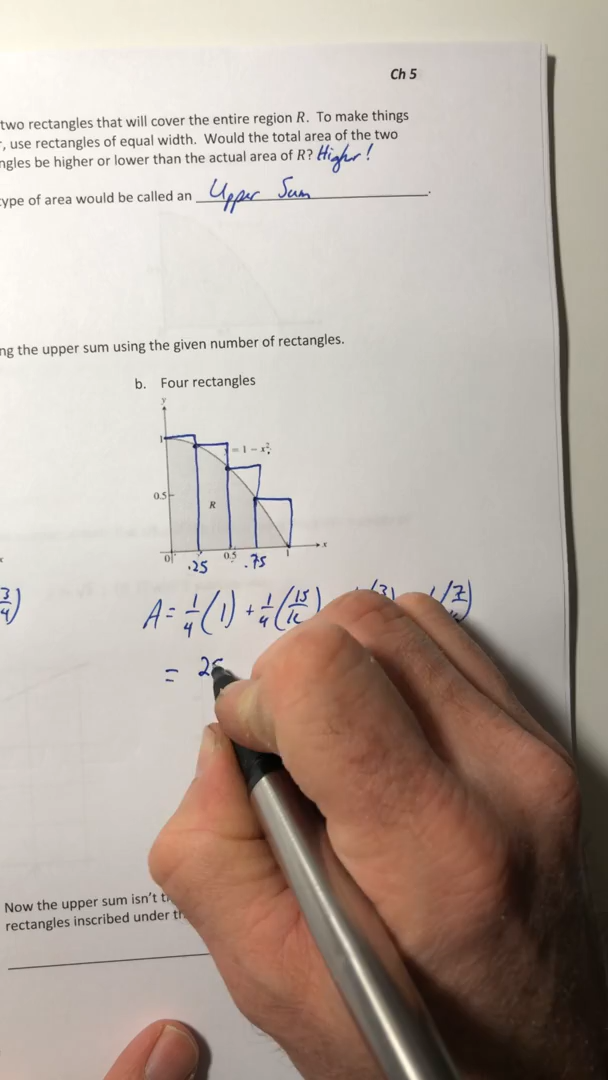 Ch 5
two rectangles that will cover the entire region R. To make things
, use rectangles of equal width. Would the total area of the two
ngles be higher or lower than the actual area of R? Higher!
type of area would be called an Upper Sum.
ng the upper sum using the given number of rectangles.
b. Four rectangles
y
1
= 1 − x²
0.5
R
0 .25 0.5 .75 1 x
3/4)
A = 1/4 (1) + 1/4 (15/16)
= 25
Now the upper sum isn't
rectangles inscribed under